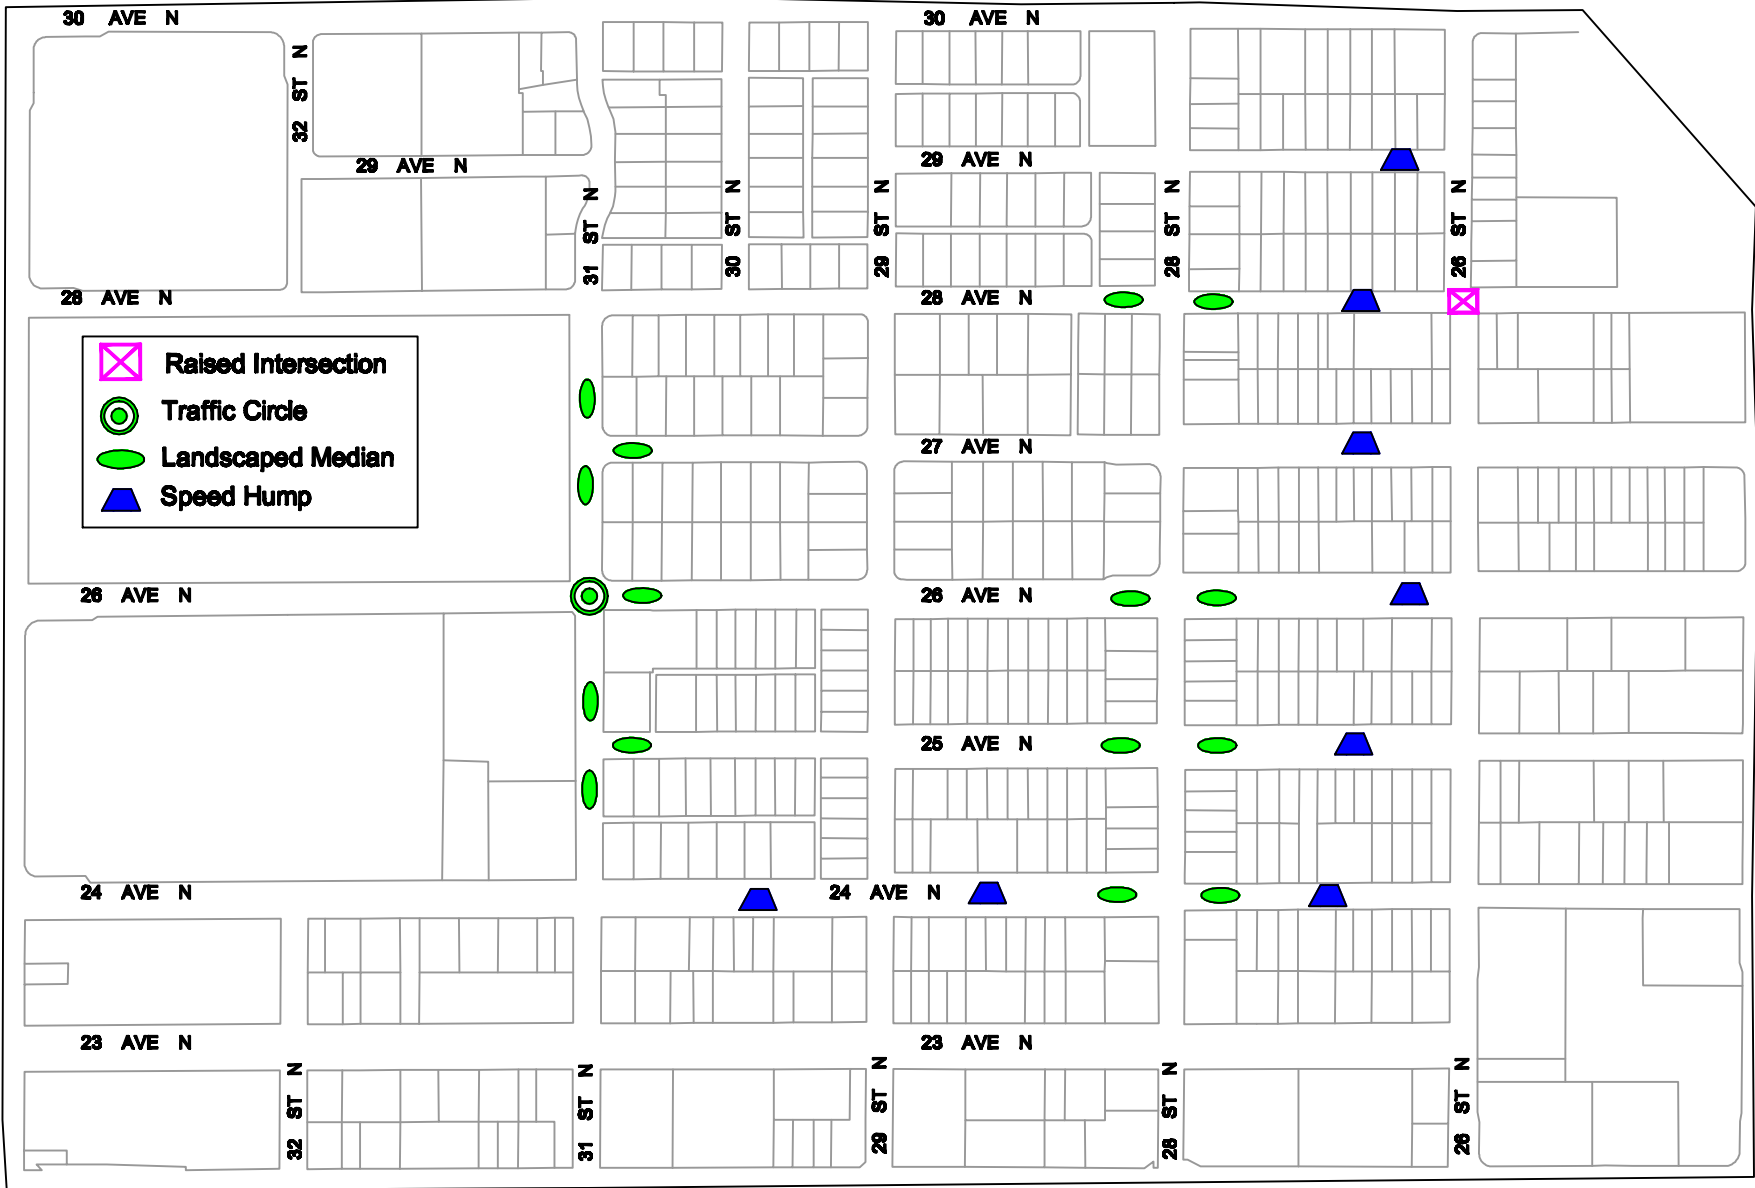 30 AVE N
30 AVE N
32 ST N
29 AVE N
29 AVE N
31 ST N
30 ST N
29 ST N
28 ST N
26 ST N
28 AVE N
28 AVE N
Raised Intersection
Traffic Circle
Landscaped Median
Speed Hump
27 AVE N
26 AVE N
26 AVE N
25 AVE N
24 AVE N
24 AVE N
23 AVE N
23 AVE N
32 ST N
31 ST N
29 ST N
28 ST N
26 ST N